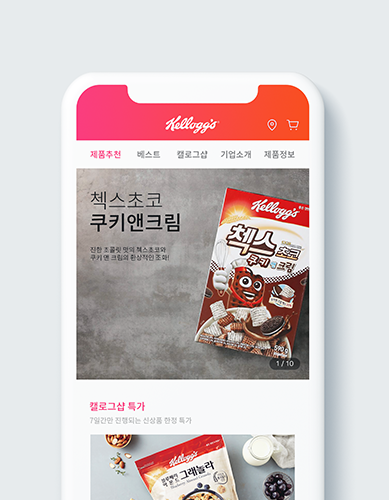 Kellogg's
제품추천 베스트 캘로그샵 기업소개 제품정보
첵스초코
쿠키앤크림
진한 초콜릿 맛의 첵스초코와
쿠키 앤 크림의 환상적인 조화!
Kellogg's
첵스
초코
쿠키 앤 크림
590 g
1 / 10
캘로그샵 특가
7일간만 진행되는 신상품 한정 특가
그래놀라